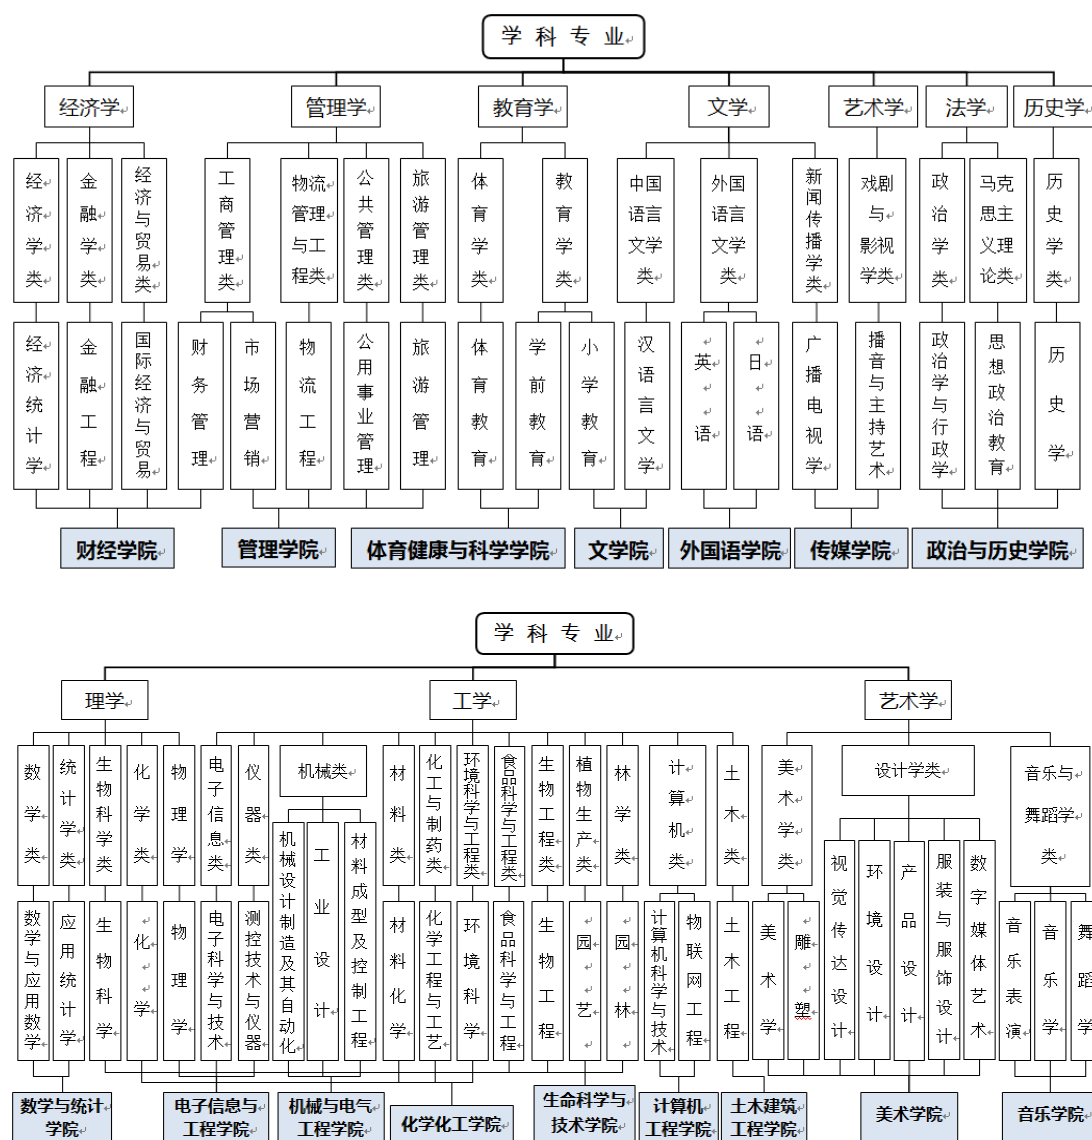 学 科 专 业
经济学
管理学
教育学
文学
艺术学
法学
历史学
经济学类
金融学类
经济与贸易类
工商管理类
物流
管理
与工
程类
公共管理类
旅游管理类
体育学类
教育学类
中国
语言
文学
类
外国
语言
文学
类
新闻传播学类
戏剧
与
影视
学类
政治学类
马克
思主
义理
论类
历史学类
经济统计学
金融工程
国际经济与贸易
财务管理
市场营销
物流工程
公用事业管理
旅游管理
体育教育
学前教育
小学教育
汉语言文学
英语
日语
广播电视学
播音与主持艺术
政治学与行政学
思想政治教育
历史学
财经学院
管理学院
体育健康与科学学院
文学院
外国语学院
传媒学院
政治与历史学院
学 科 专 业
理学
工学
艺术学
数学类
统计学类
生物科学类
化学类
物理学
电子信息类
仪器类
机械类
材料类
化工与制药类
环境科学与工程类
食品科学与工程类
生物工程类
植物生产类
林学类
计算机类
土木类
美术学类
设计学类
音乐与
舞蹈学
类
机械设计制造及其自动化
工业设计
材料成型及控制工程
视觉传达设计
环境设计
产品设计
服装与服饰设计
数字媒体艺术
数学与应用数学
应用统计学
生物科学
化学
物理学
电子科学与技术
测控技术与仪器
材料化学
化学工程与工艺
环境科学
食品科学与工程
生物工程
园艺
园林
计算机科学与技术
物联网工程
土木工程
美术学
雕塑
音乐表演
音乐学
舞蹈学
数学与统计
学院
电子信息与
工程学院
机械与电气
工程学院
化学化工学院
生命科学与
技术学院
计算机
工程学院
土木建筑
工程学院
美术学院
音乐学院